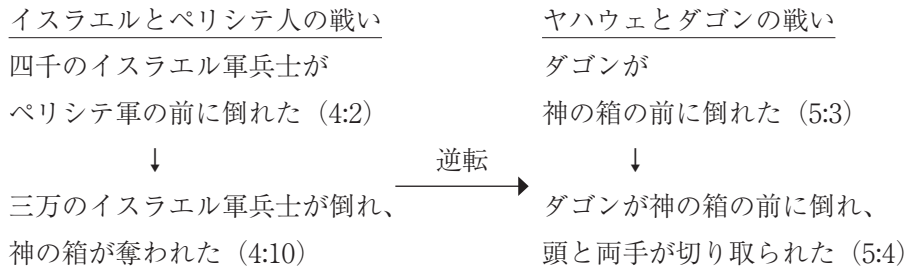 イスラエルとペリシテ人の戦い
四千のイスラエル軍兵士が
ペリシテ軍の前に倒れた（4:2）
↓
三万のイスラエル軍兵士が倒れ、
神の箱が奪われた（4:10）
逆転
ヤハウェとダゴンの戦い
ダゴンが
神の箱の前に倒れた（5:3）
↓
ダゴンが神の箱の前に倒れ、
頭と両手が切り取られた（5:4）